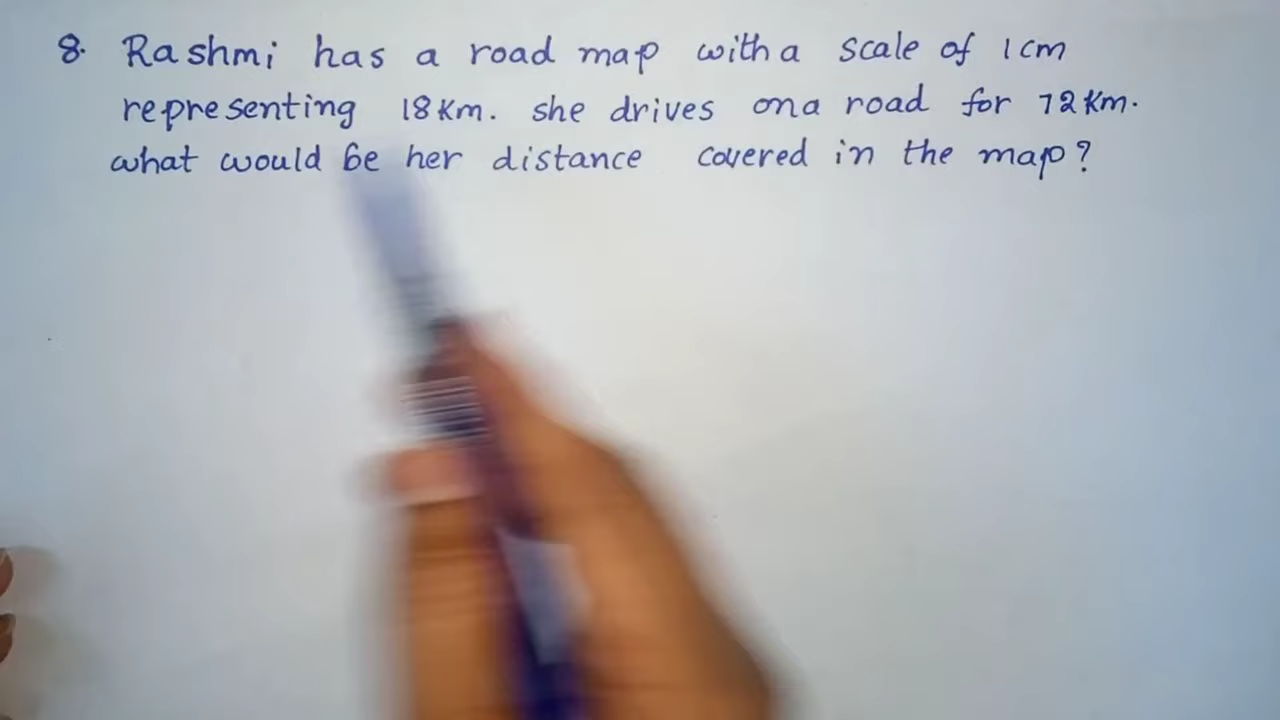 8. Rashmi has a road map with a scale of 1cm
representing 18km. she drives on a road for 72km.
what would be her distance covered in the map?